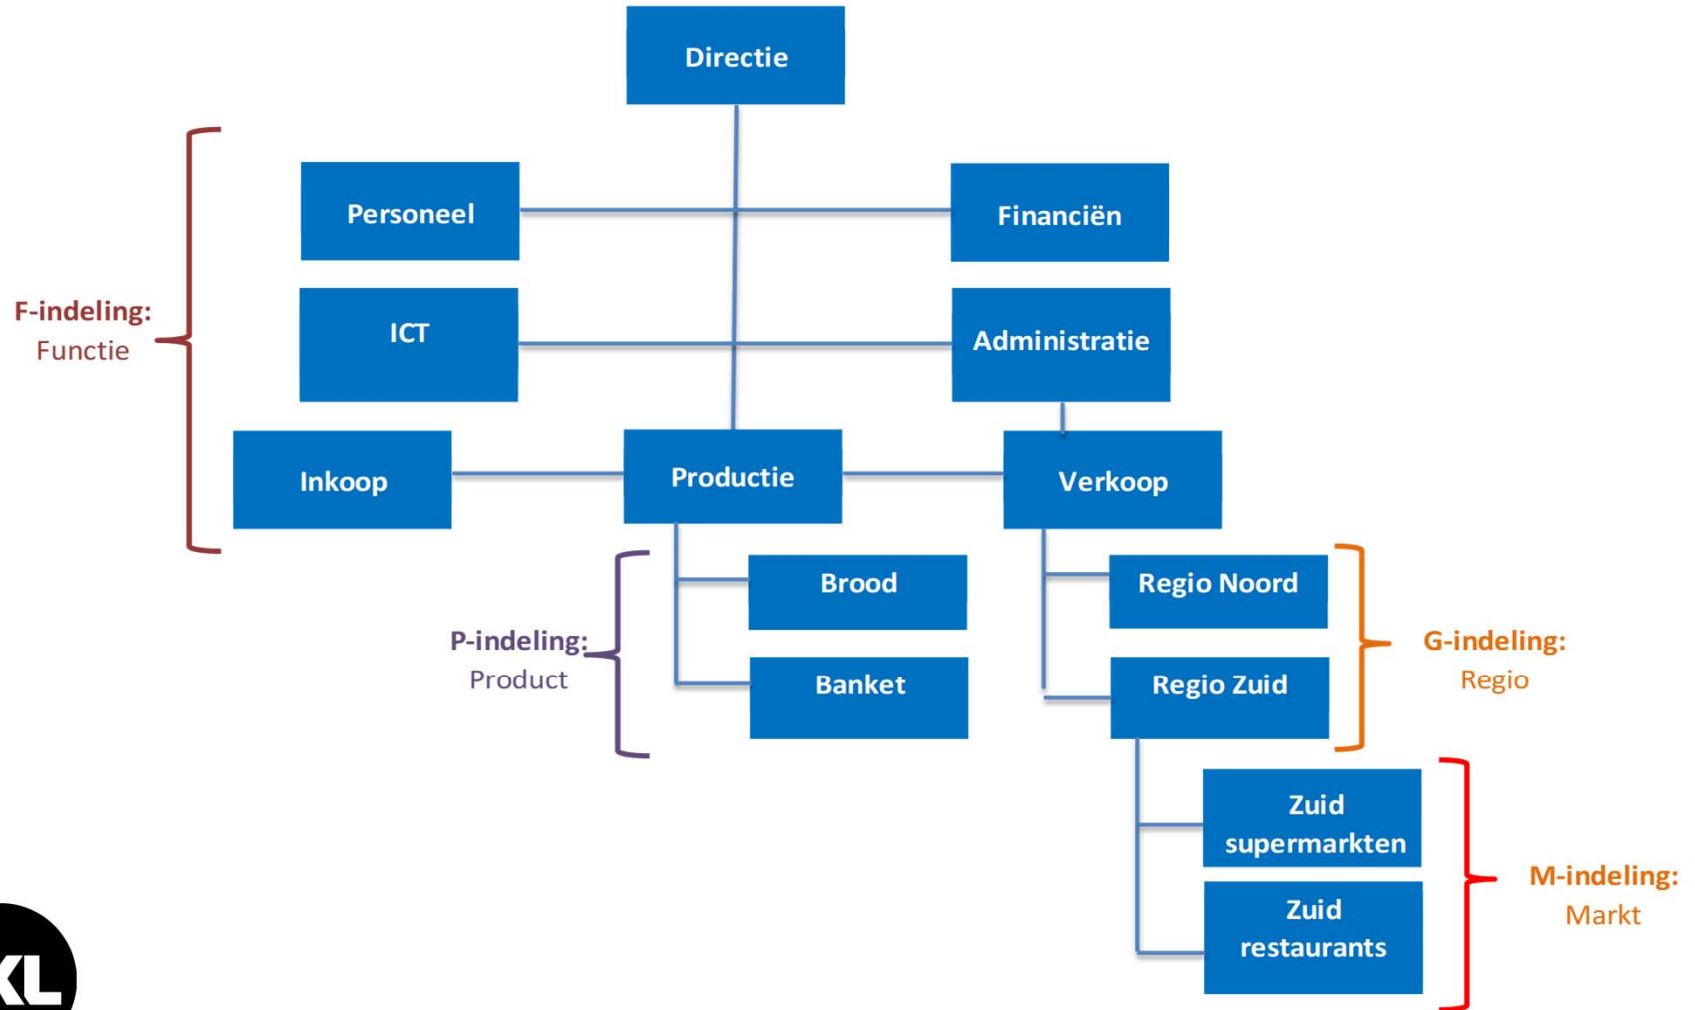 Directie
Personeel
Financiën
F-indeling:
Functie
ICT
Administratie
Inkoop
Productie
Verkoop
Brood
Regio Noord
P-indeling:
Product
G-indeling:
Regio
Banket
Regio Zuid
Zuid
supermarkten
M-indeling:
Markt
Zuid
restaurants
XL